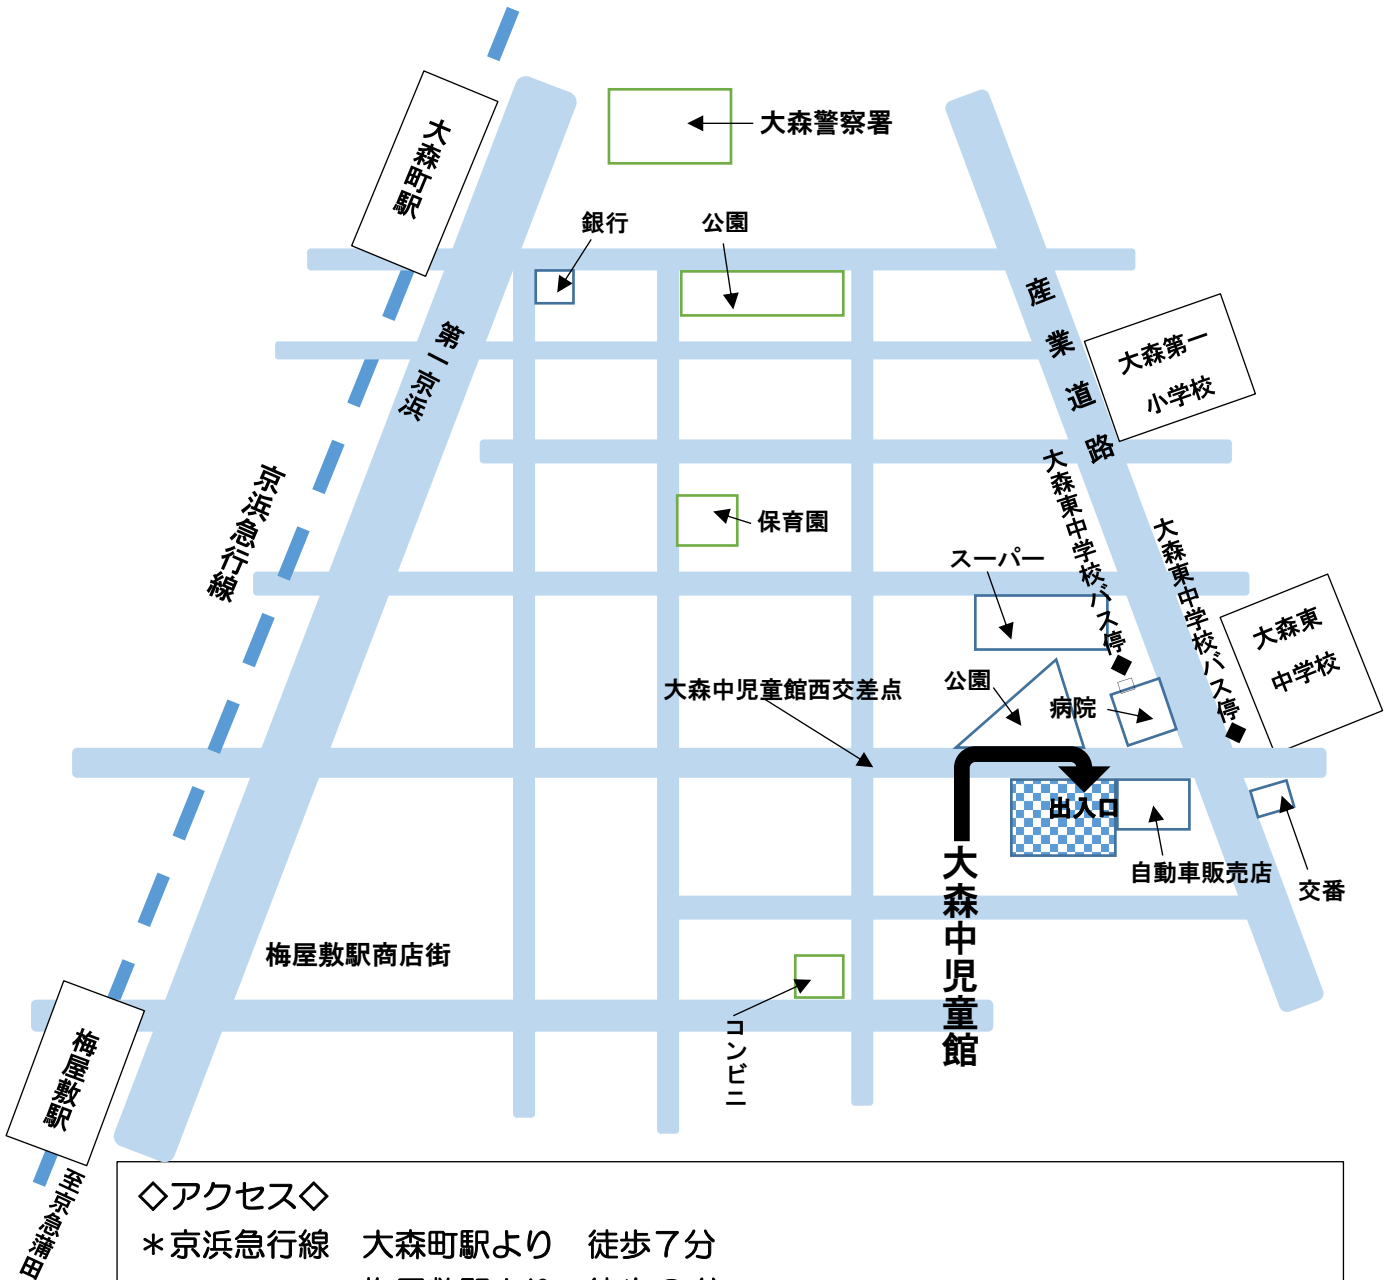 大森警察署
大森町駅
銀行
公園
産業道路
第一京浜
大森第一
小学校
京浜急行線
大森東中学校バス停
保育園
大森東中学校バス停
スーパー
大森東
中学校
大森中児童館西交差点
公園
病院
出入口
大森中児童館
自動車販売店
交番
梅屋敷駅商店街
コンビニ
梅屋敷駅
至京急蒲田
◇アクセス◇
＊京浜急行線 大森町駅より 徒歩7分